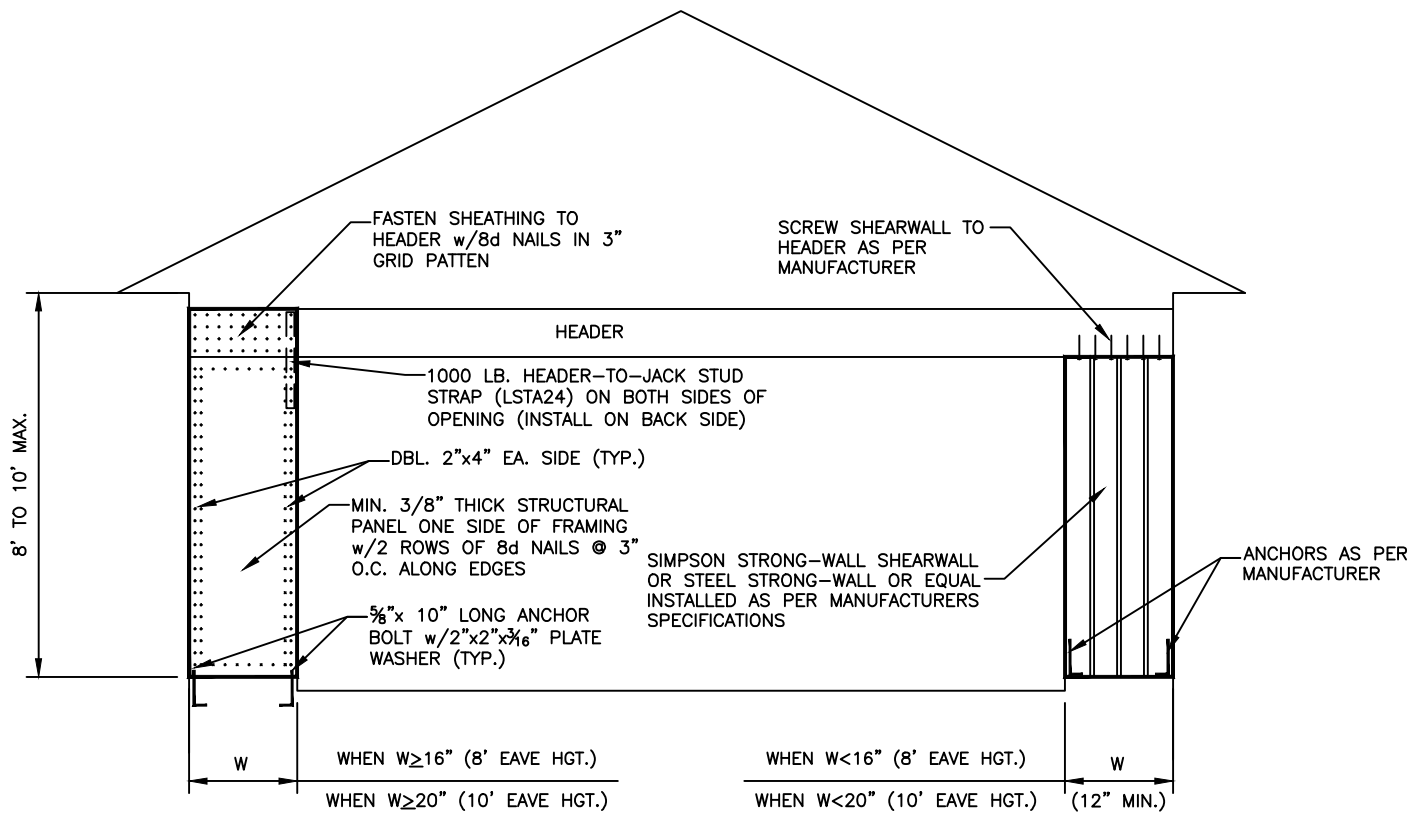 FASTEN SHEATHING TO
HEADER w/8d NAILS IN 3"
GRID PATTEN
SCREW SHEARWALL TO
HEADER AS PER
MANUFACTURER
HEADER
1000 LB. HEADER-TO-JACK STUD
STRAP (LSTA24) ON BOTH SIDES OF
OPENING (INSTALL ON BACK SIDE)
8' TO 10' MAX.
DBL. 2"x4" EA. SIDE (TYP.)
MIN. 3/8" THICK STRUCTURAL
PANEL ONE SIDE OF FRAMING
w/2 ROWS OF 8d NAILS @ 3"
O.C. ALONG EDGES
SIMPSON STRONG-WALL SHEARWALL
OR STEEL STRONG-WALL OR EQUAL
INSTALLED AS PER MANUFACTURERS
SPECIFICATIONS
ANCHORS AS PER
MANUFACTURER
5/8"x 10" LONG ANCHOR
BOLT w/2"x2"x3/16" PLATE
WASHER (TYP.)
W
WHEN W≥16" (8' EAVE HGT.)
WHEN W≥20" (10' EAVE HGT.)
WHEN W<16" (8' EAVE HGT.)
WHEN W<20" (10' EAVE HGT.)
W
(12" MIN.)